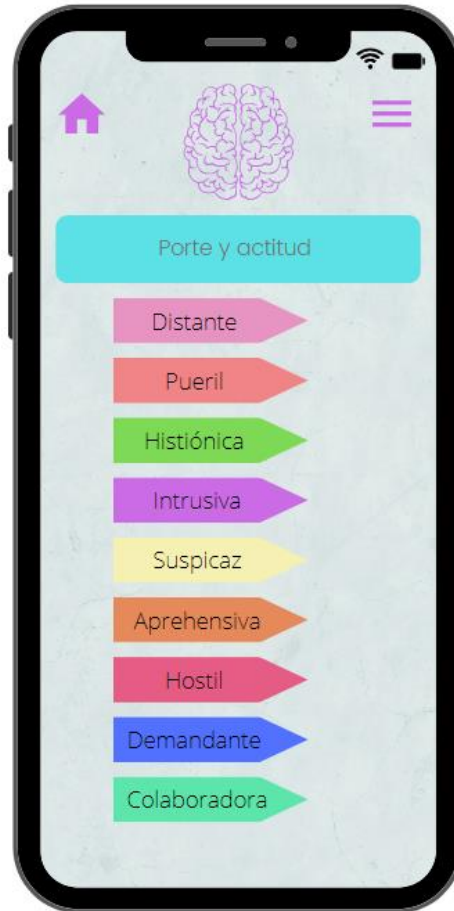 Porte y actitud
Distante
Pueril
Histiónica
Intrusiva
Suspicaz
Aprehensiva
Hostil
Demandante
Colaboradora